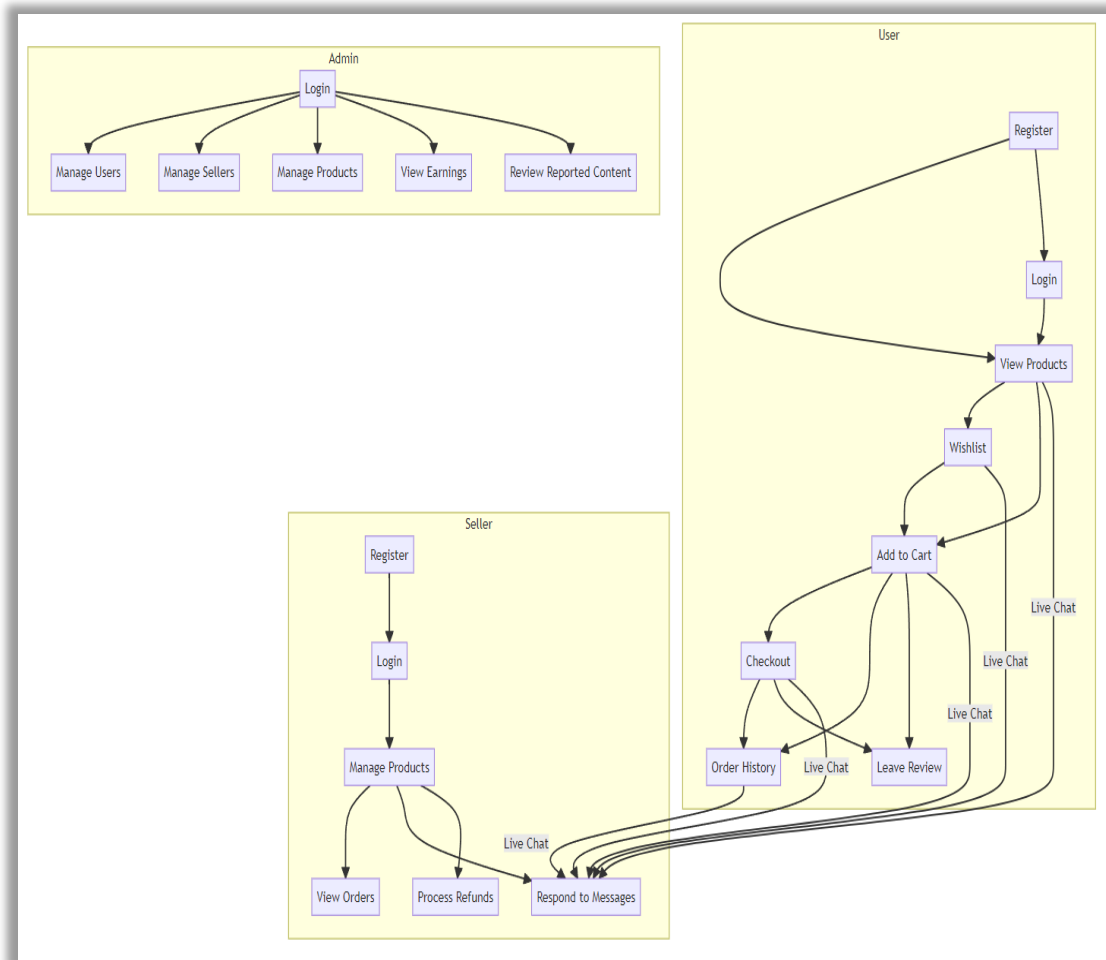 Admin
Login
Manage Users
Manage Sellers
Manage Products
View Earnings
Review Reported Content
User
Register
Login
View Products
Wishlist
Add to Cart
Live Chat
Checkout
Live Chat
Live Chat
Order History
Live Chat
Leave Review
Seller
Register
Login
Manage Products
Live Chat
View Orders
Process Refunds
Respond to Messages